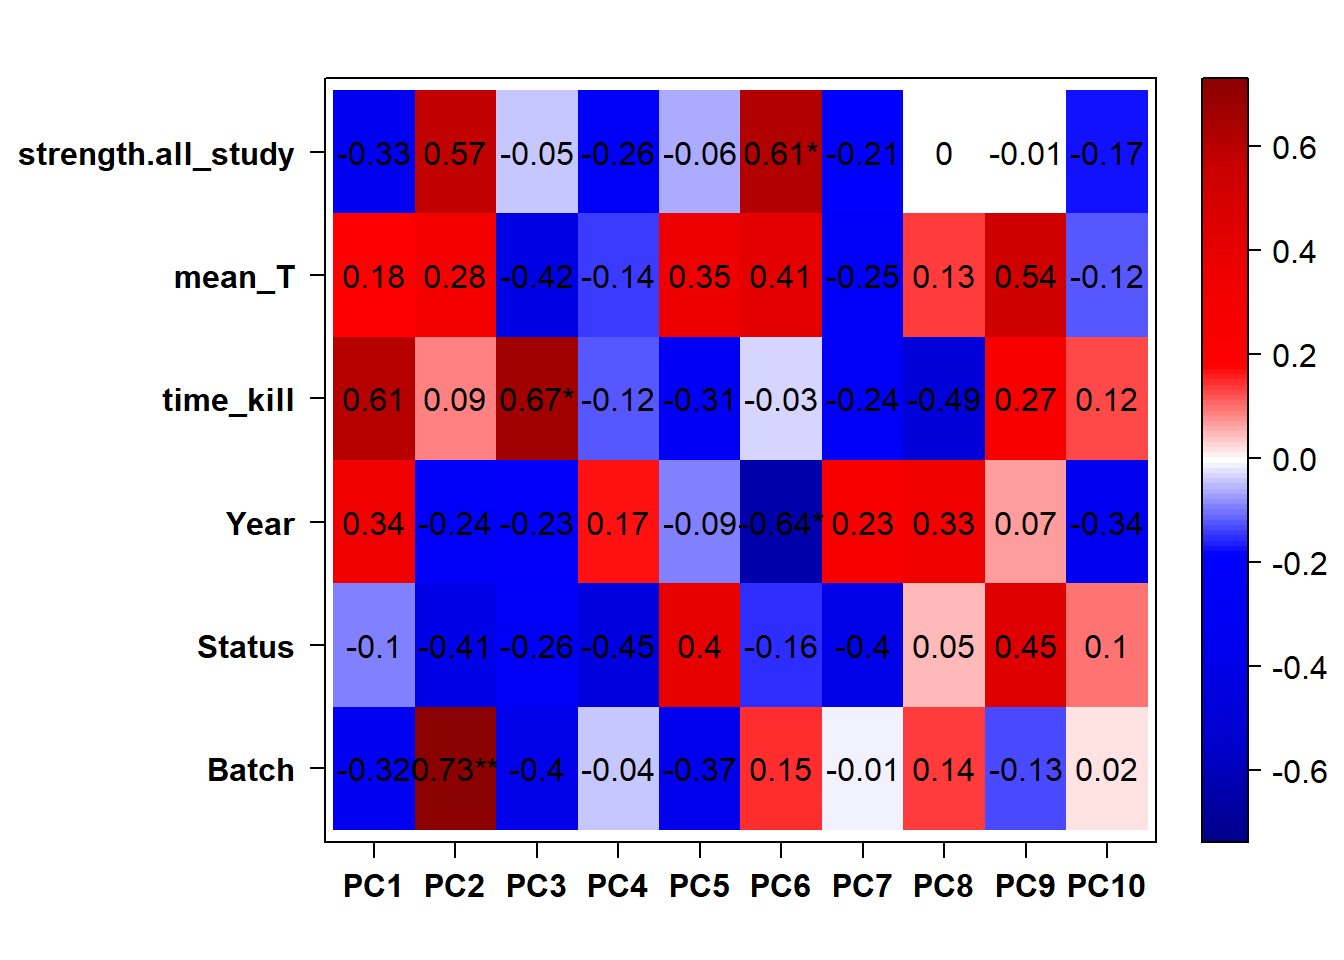 strength.all_study -0.33 0.57 -0.05 -0.26 -0.06 0.61* -0.21 0 -0.01 -0.17
mean_T 0.18 0.28 -0.42 -0.14 0.35 0.41 -0.25 0.13 0.54 -0.12
time_kill 0.61 0.09 0.67* -0.12 -0.31 -0.03 -0.24 -0.49 0.27 0.12
Year 0.34 -0.24 -0.23 0.17 -0.09 -0.64* 0.23 0.33 0.07 -0.34
Status -0.1 -0.41 -0.26 -0.45 0.4 -0.16 -0.4 0.05 0.45 0.1
Batch -0.32 0.73** -0.4 -0.04 -0.37 0.15 -0.01 0.14 -0.13 0.02
PC1 PC2 PC3 PC4 PC5 PC6 PC7 PC8 PC9 PC10
0.6
0.4
0.2
0.0
-0.2
-0.4
-0.6